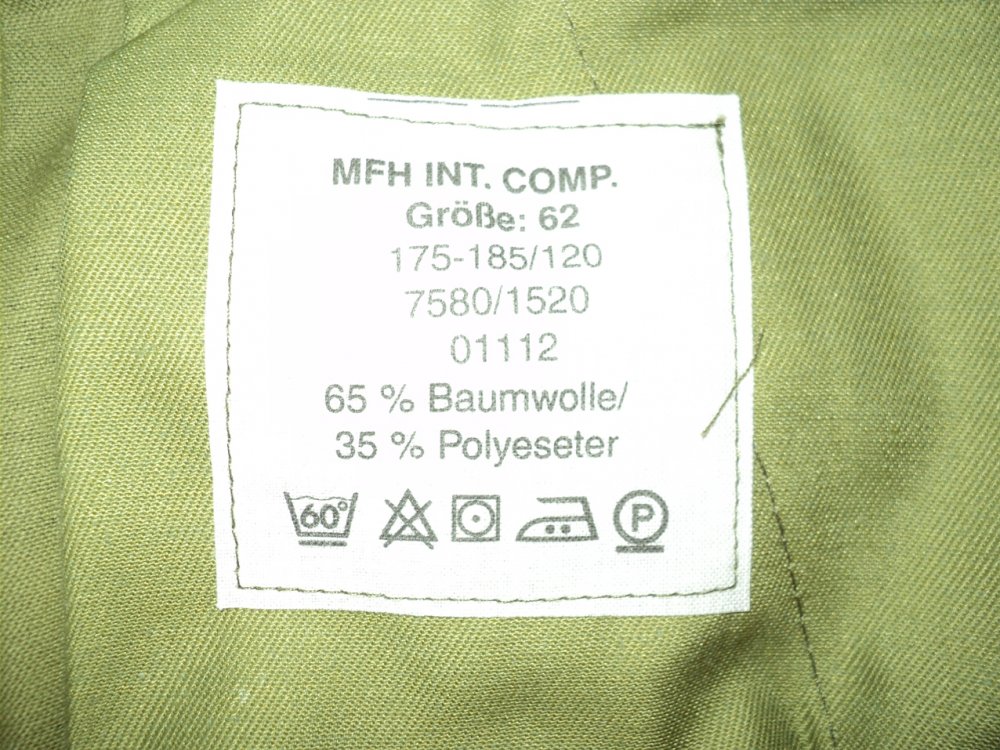 MFH INT. COMP.
Größe: 62
175-185/120
7580/1520
01112
65 % Baumwolle/
35 % Polyeseter
60° P